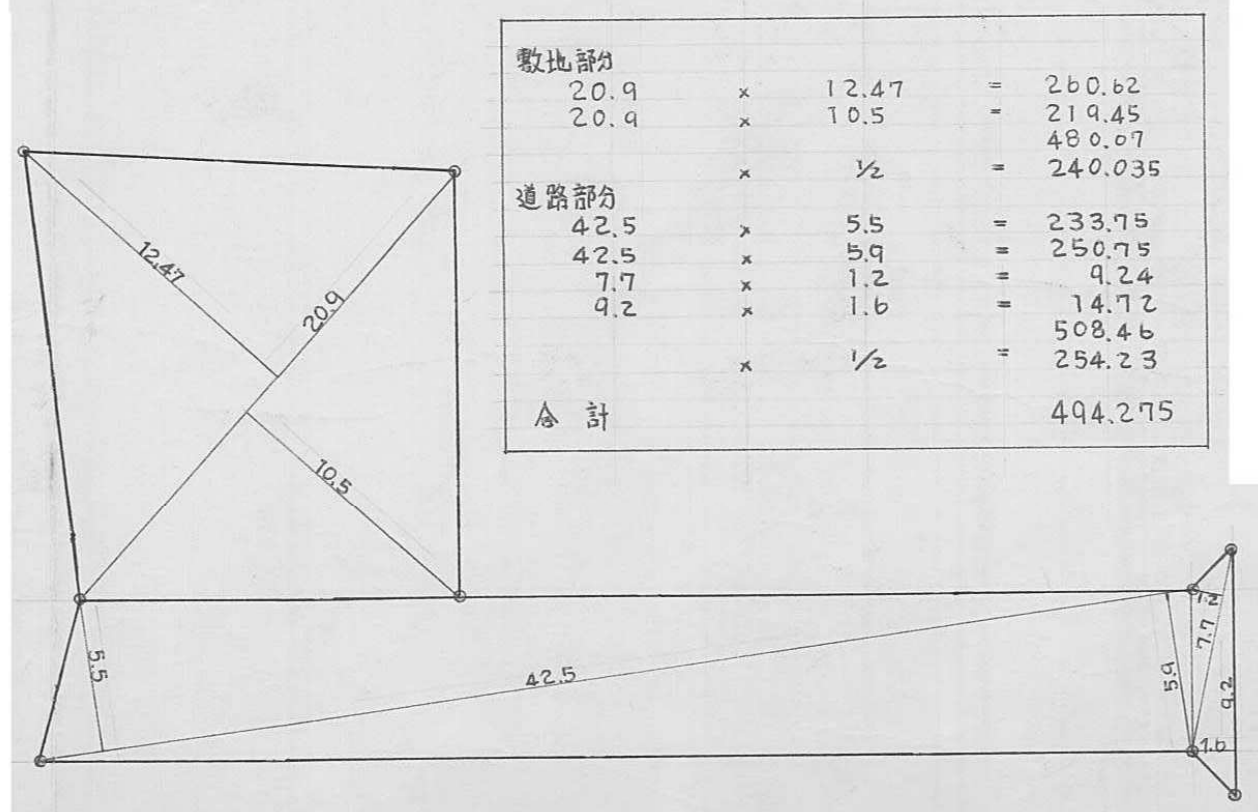 敷地部分
20.9 × 12.47 = 260.62
20.9 × 10.5 = 219.45
480.07
× 1/2 = 240.035
道路部分
42.5 × 5.5 = 233.75
42.5 × 5.9 = 250.75
7.7 × 1.2 = 9.24
9.2 × 1.6 = 14.72
508.46
× 1/2 = 254.23
合計 494.275
12.47
20.9
10.5
5.5
42.5
5.9
1.2
7.7
9.2
1.6